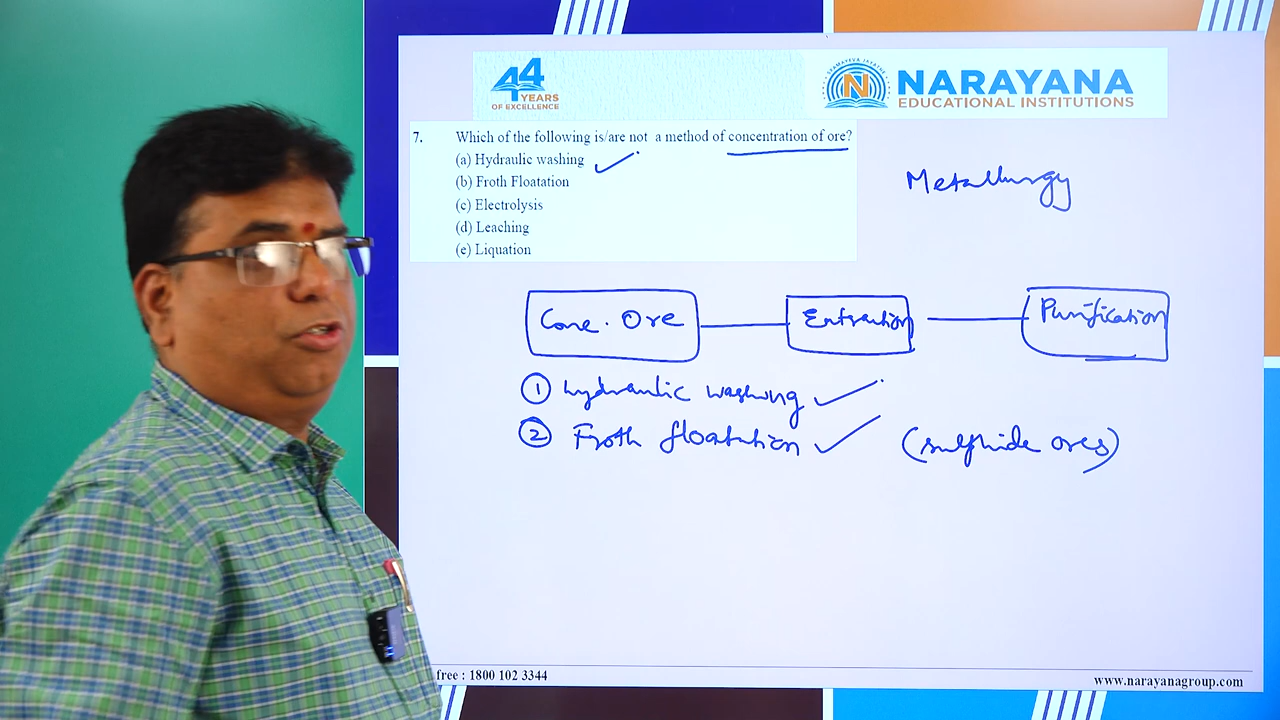 44
YEARS
OF EXCELLENCE
SPAMAYEVA JAYATHE
N
NARAYANA
EDUCATIONAL INSTITUTIONS
7. Which of the following is/are not a method of concentration of ore?
(a) Hydraulic washing
(b) Froth Floatation
(c) Electrolysis
(d) Leaching
(e) Liquation
Metallurgy
Conc. Ore
Extraction
Purification
① hydraulic washing
② Froth floatation (sulphide ores)
free : 1800 102 3344
www.narayanagroup.com